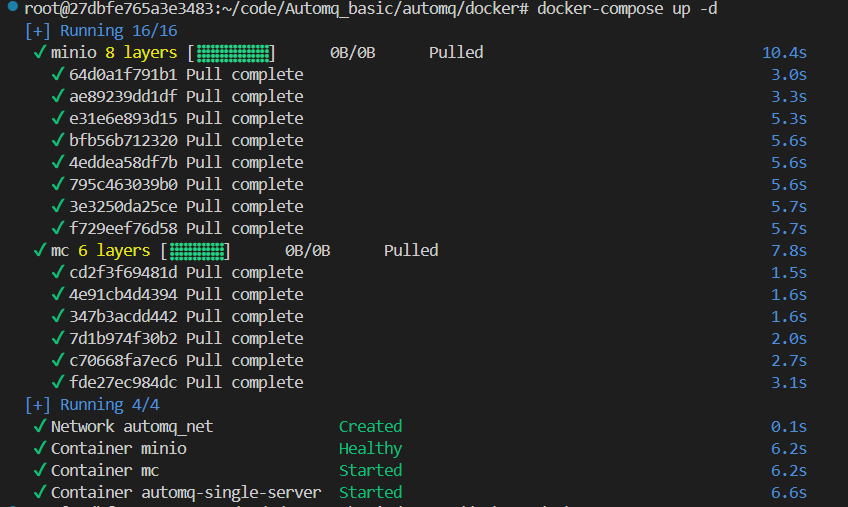 root@27dbfe765a3e3483:~/code/Automq_basic/automq/docker# docker-compose up -d
[+] Running 16/16
✔ minio 8 layers [⣿⣿⣿⣿⣿⣿⣿⣿] 0B/0B Pulled 10.4s
✔ 64d0a1f791b1 Pull complete 3.0s
✔ ae89239dd1df Pull complete 3.3s
✔ e31e6e893d15 Pull complete 5.3s
✔ bfb56b712320 Pull complete 5.6s
✔ 4eddea58df7b Pull complete 5.6s
✔ 795c463039b0 Pull complete 5.6s
✔ 3e3250da25ce Pull complete 5.7s
✔ f729eef76d58 Pull complete 5.7s
✔ mc 6 layers [⣿⣿⣿⣿⣿⣿] 0B/0B Pulled 7.8s
✔ cd2f3f69481d Pull complete 1.5s
✔ 4e91cb4d4394 Pull complete 1.6s
✔ 347b3acdd442 Pull complete 1.6s
✔ 7d1b974f30b2 Pull complete 2.0s
✔ c70668fa7ec6 Pull complete 2.7s
✔ fde27ec984dc Pull complete 3.1s
[+] Running 4/4
✔ Network automq_net Created 0.1s
✔ Container minio Healthy 6.2s
✔ Container mc Started 6.2s
✔ Container automq-single-server Started 6.6s